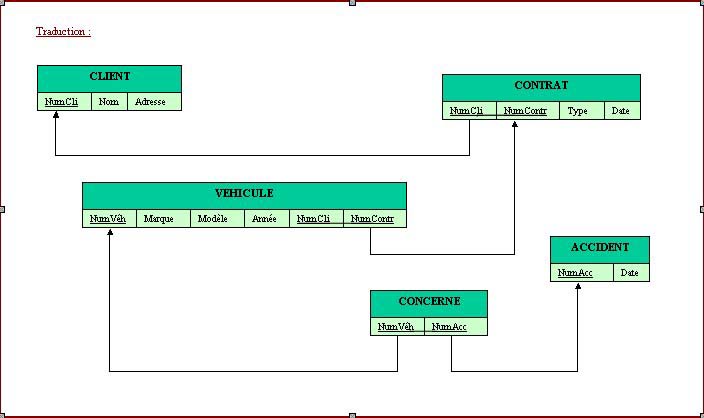 Traduction :
CLIENT
NumCli Nom Adresse
CONTRAT
NumCli NumContr Type Date
VEHICULE
NumVéh Marque Modèle Année NumCli NumContr
ACCIDENT
NumAcc Date
CONCERNE
NumVéh NumAcc